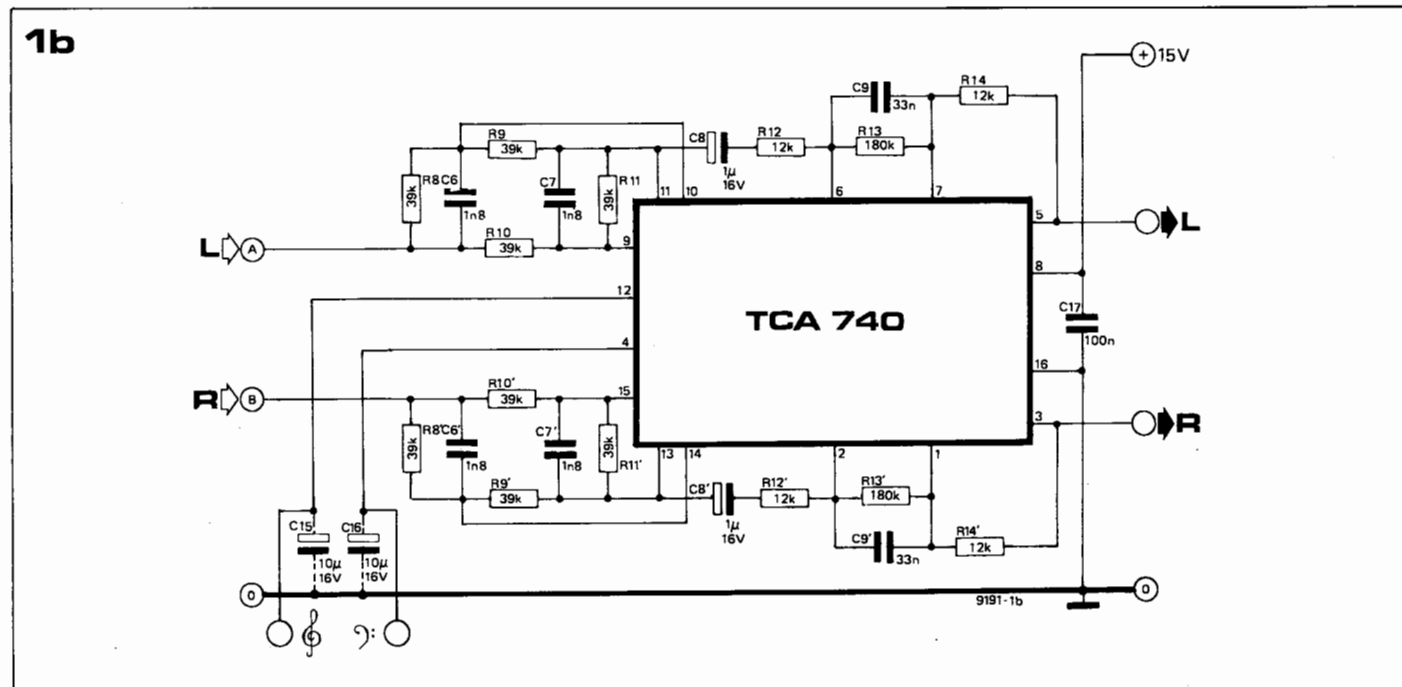 1b
+ 15V
C9
33n
R14
12k
R9
39k
C8
1µ
16V
R12
12k
R13
180k
R8
39k
C6
1n8
C7
1n8
R11
39k
11
10
6
7
5
L
L
A
R10
39k
9
8
12
TCA 740
C17
100n
4
16
R
B
R10'
39k
15
3
R
R8'
39k
C6'
1n8
C7'
1n8
R11'
39k
13
14
2
1
R9'
39k
C8'
1µ
16V
R12'
12k
R13'
180k
C9'
33n
R14'
12k
C15
10µ
16V
C16
10µ
16V
0
9191-1b
0